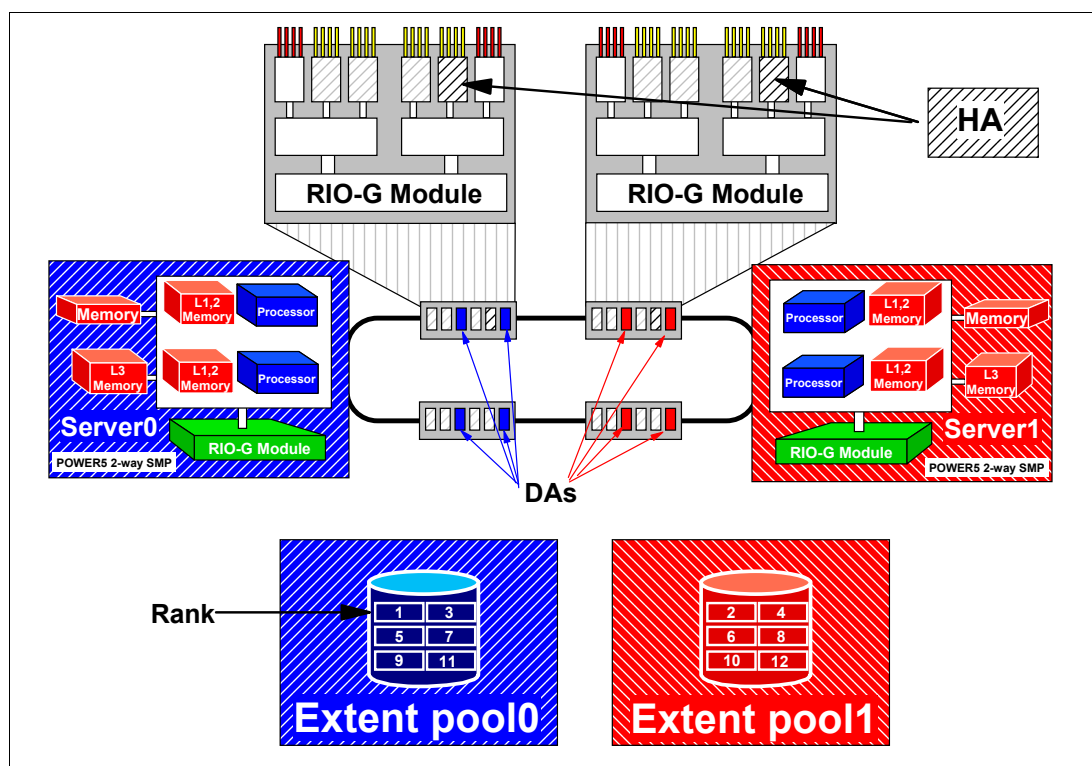 HA
RIO-G Module
RIO-G Module
Memory
L1,2
Memory
Processor
L3
Memory
L1,2
Memory
Processor
Server0
RIO-G Module
POWER5 2-way SMP
Processor
L1,2
Memory
Memory
Processor
L1,2
Memory
L3
Memory
Server1
RIO-G Module
POWER5 2-way SMP
DAs
Rank
1 3
5 7
9 11
Extent pool0
2 4
6 8
10 12
Extent pool1